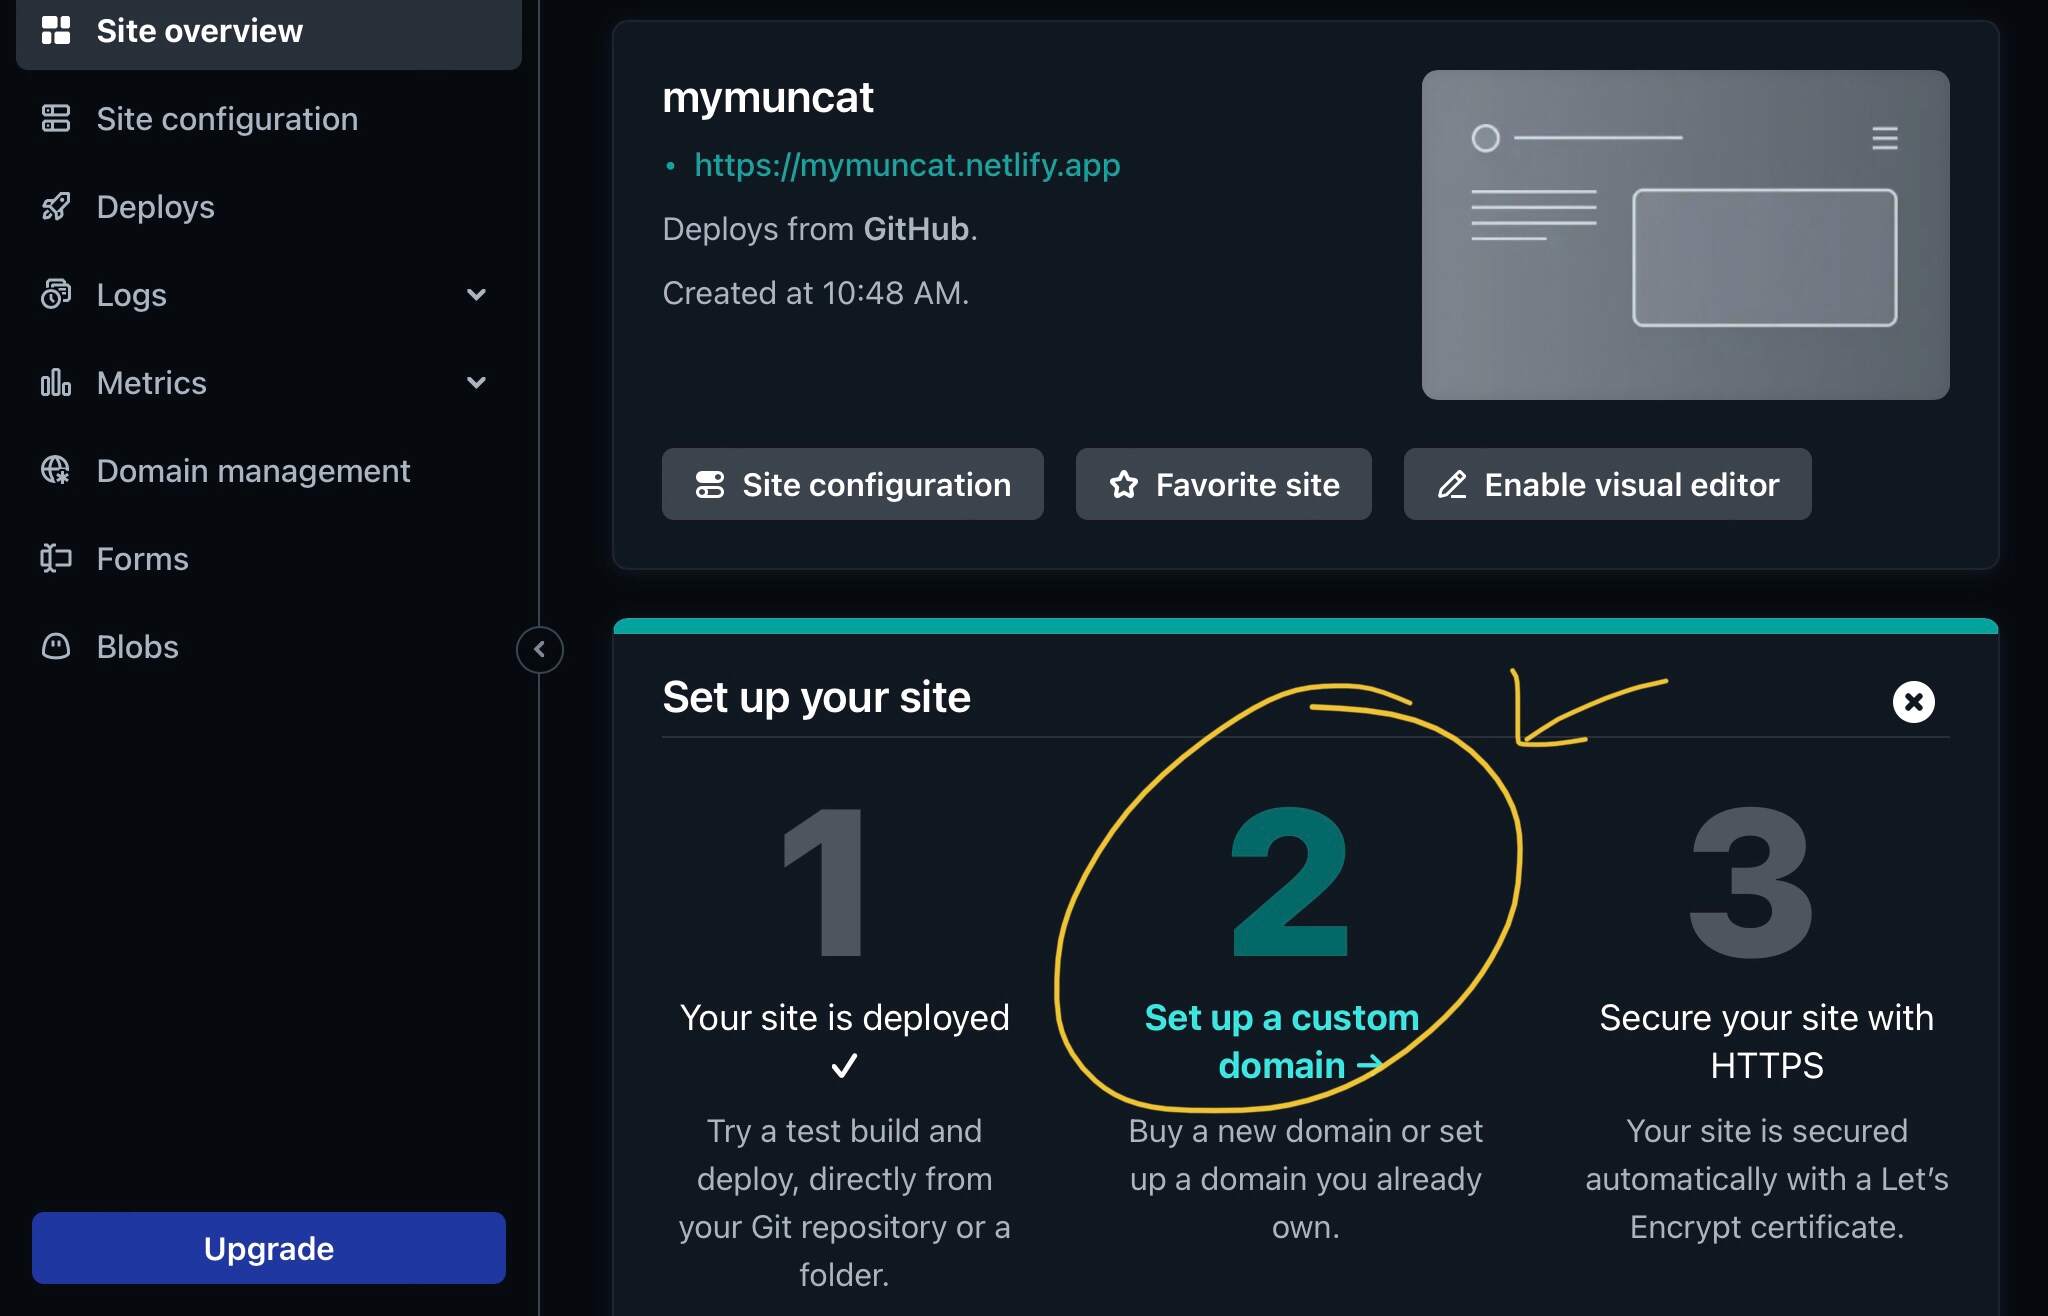 Site overview
Site configuration
Deploys
Logs
Metrics
Domain management
Forms
Blobs
Upgrade
mymuncat
• https://mymuncat.netlify.app
Deploys from GitHub.
Created at 10:48 AM.
Site configuration
Favorite site
Enable visual editor
Set up your site
1
Your site is deployed
✓
Try a test build and
deploy, directly from
your Git repository or a
folder.
2
Set up a custom
domain →
Buy a new domain or set
up a domain you already
own.
3
Secure your site with
HTTPS
Your site is secured
automatically with a Let’s
Encrypt certificate.